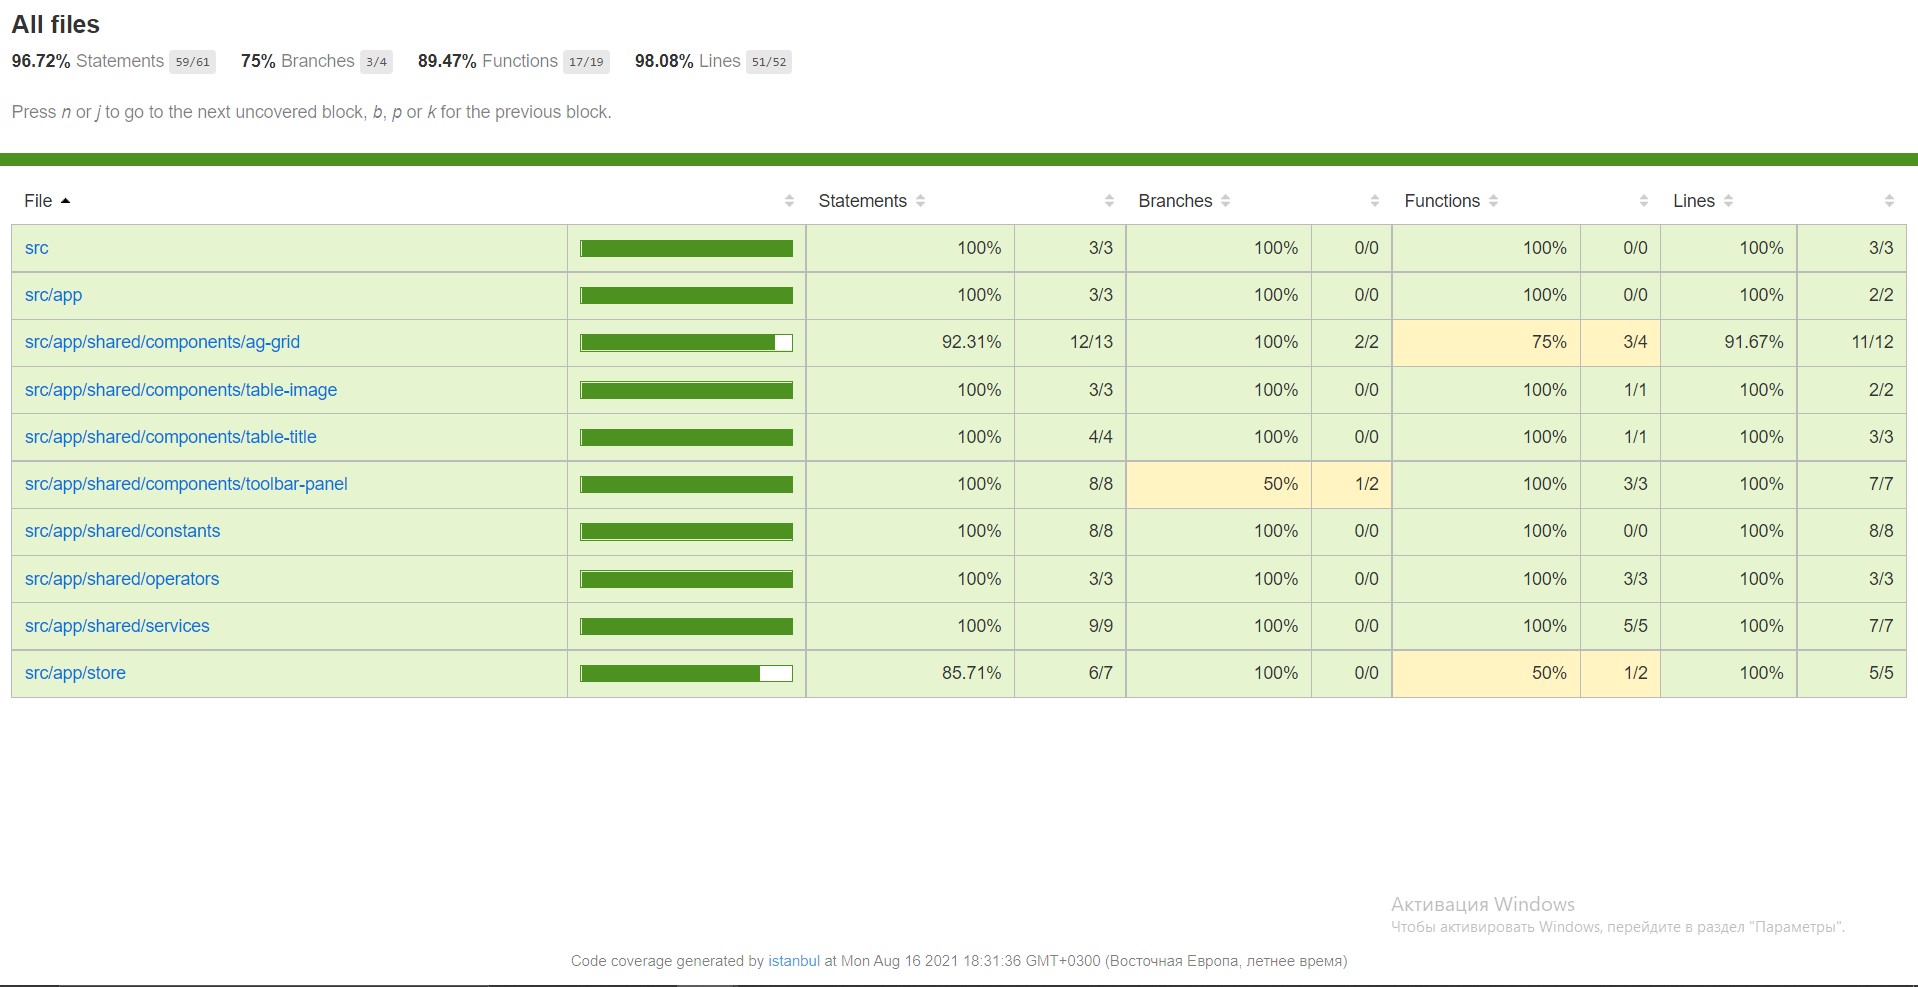 All files
96.72% Statements 59/61 75% Branches 3/4 89.47% Functions 17/19 98.08% Lines 51/52
Press n or j to go to the next uncovered block, b, p or k for the previous block.
File Statements Branches Functions Lines
src 100% 3/3 100% 0/0 100% 0/0 100% 3/3
src/app 100% 3/3 100% 0/0 100% 0/0 100% 2/2
src/app/shared/components/ag-grid 92.31% 12/13 100% 2/2 75% 3/4 91.67% 11/12
src/app/shared/components/table-image 100% 3/3 100% 0/0 100% 1/1 100% 2/2
src/app/shared/components/table-title 100% 4/4 100% 0/0 100% 1/1 100% 3/3
src/app/shared/components/toolbar-panel 100% 8/8 50% 1/2 100% 3/3 100% 7/7
src/app/shared/constants 100% 8/8 100% 0/0 100% 0/0 100% 8/8
src/app/shared/operators 100% 3/3 100% 0/0 100% 3/3 100% 3/3
src/app/shared/services 100% 9/9 100% 0/0 100% 5/5 100% 7/7
src/app/store 85.71% 6/7 100% 0/0 50% 1/2 100% 5/5
Активация Windows
Чтобы активировать Windows, перейдите в раздел "Параметры".
Code coverage generated by istanbul at Mon Aug 16 2021 18:31:36 GMT+0300 (Восточная Европа, летнее время)